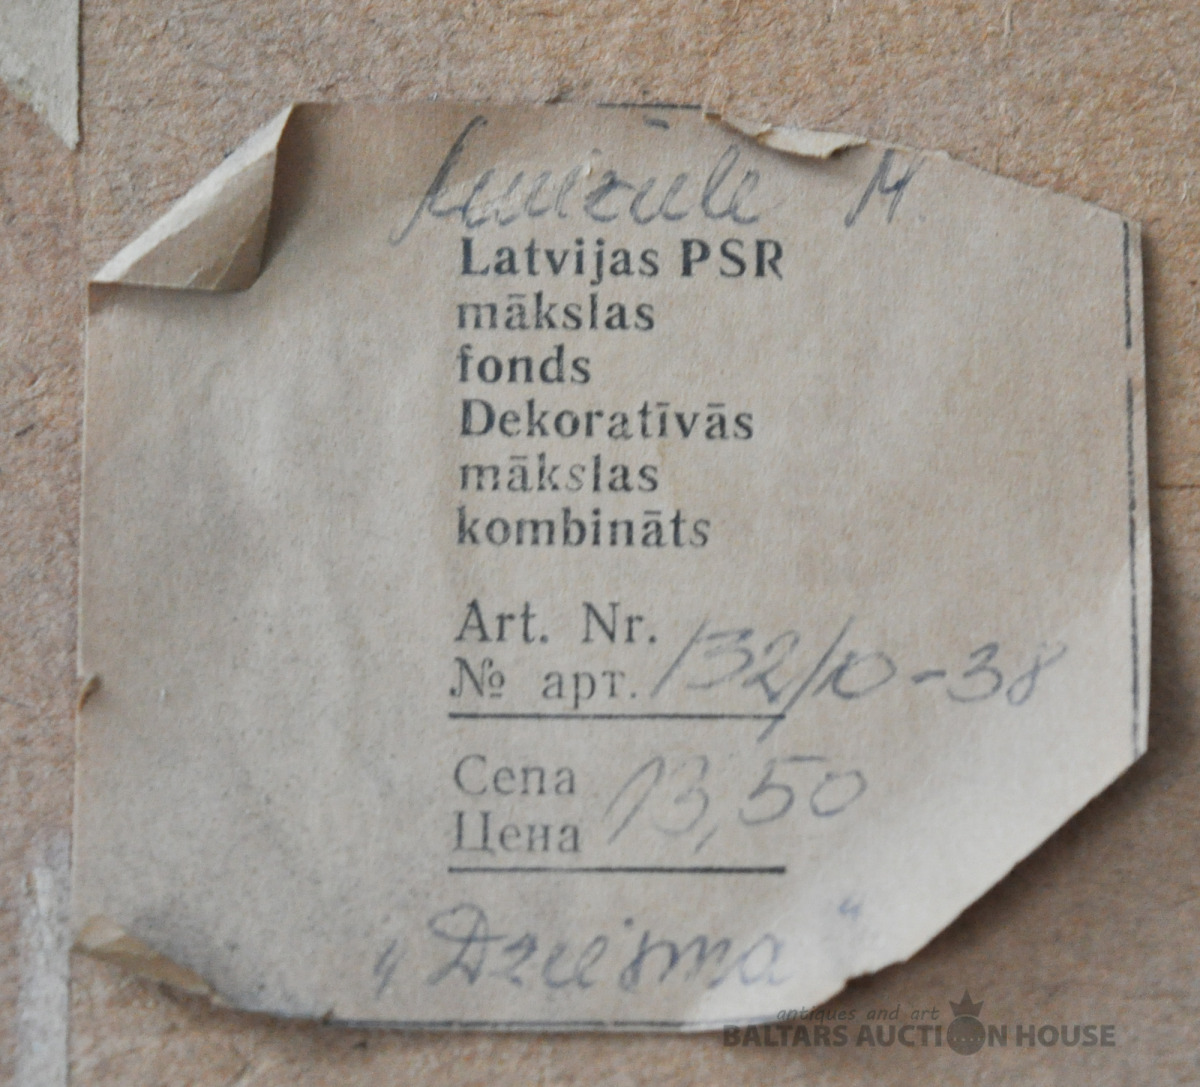 M.
Latvijas PSR
mākslas
fonds
Dekoratīvās
mākslas
kombināts
Art. Nr.
№ арт. 132/10-38
Cena
Цена 13,50
„Dziesma“
antiques and art
BALTARS AUCTION HOUSE